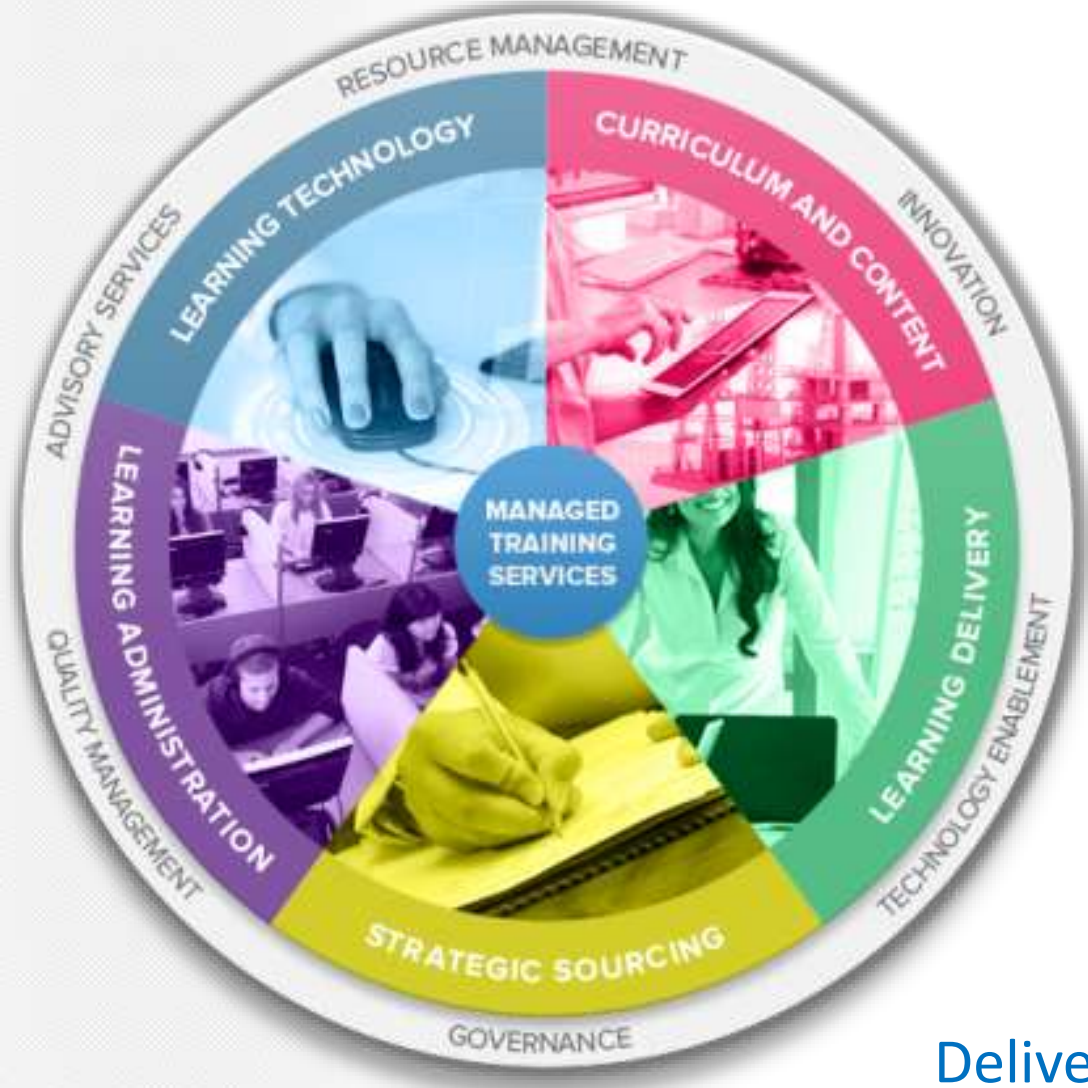 RESOURCE MANAGEMENT
INNOVATION
TECHNOLOGY ENABLEMENT
GOVERNANCE
QUALITY MANAGEMENT
ADVISORY SERVICES
LEARNING TECHNOLOGY
CURRICULUM AND CONTENT
LEARNING DELIVERY
STRATEGIC SOURCING
LEARNING ADMINISTRATION
MANAGED
TRAINING
SERVICES
Delive